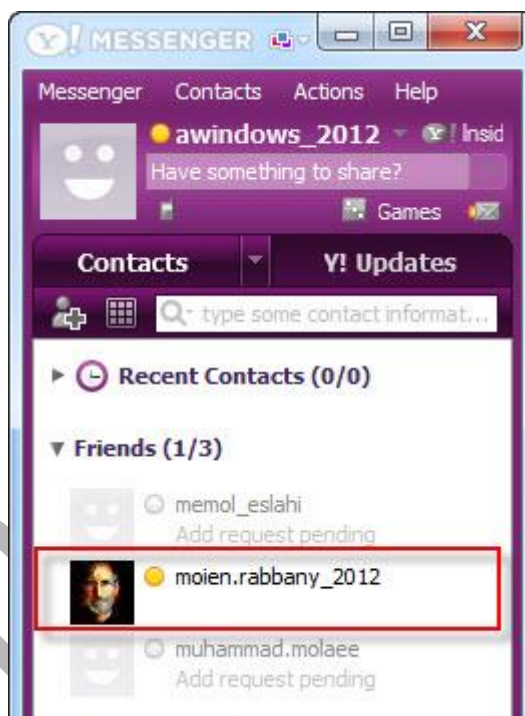 Y! MESSENGER
Messenger Contacts Actions Help
awindows_2012 Y! Insid
Have something to share?
Games
Contacts Y! Updates
type some contact informat...
Recent Contacts (0/0)
Friends (1/3)
memol_eslahi
Add request pending
moien.rabbany_2012
muhammad.molaee
Add request pending